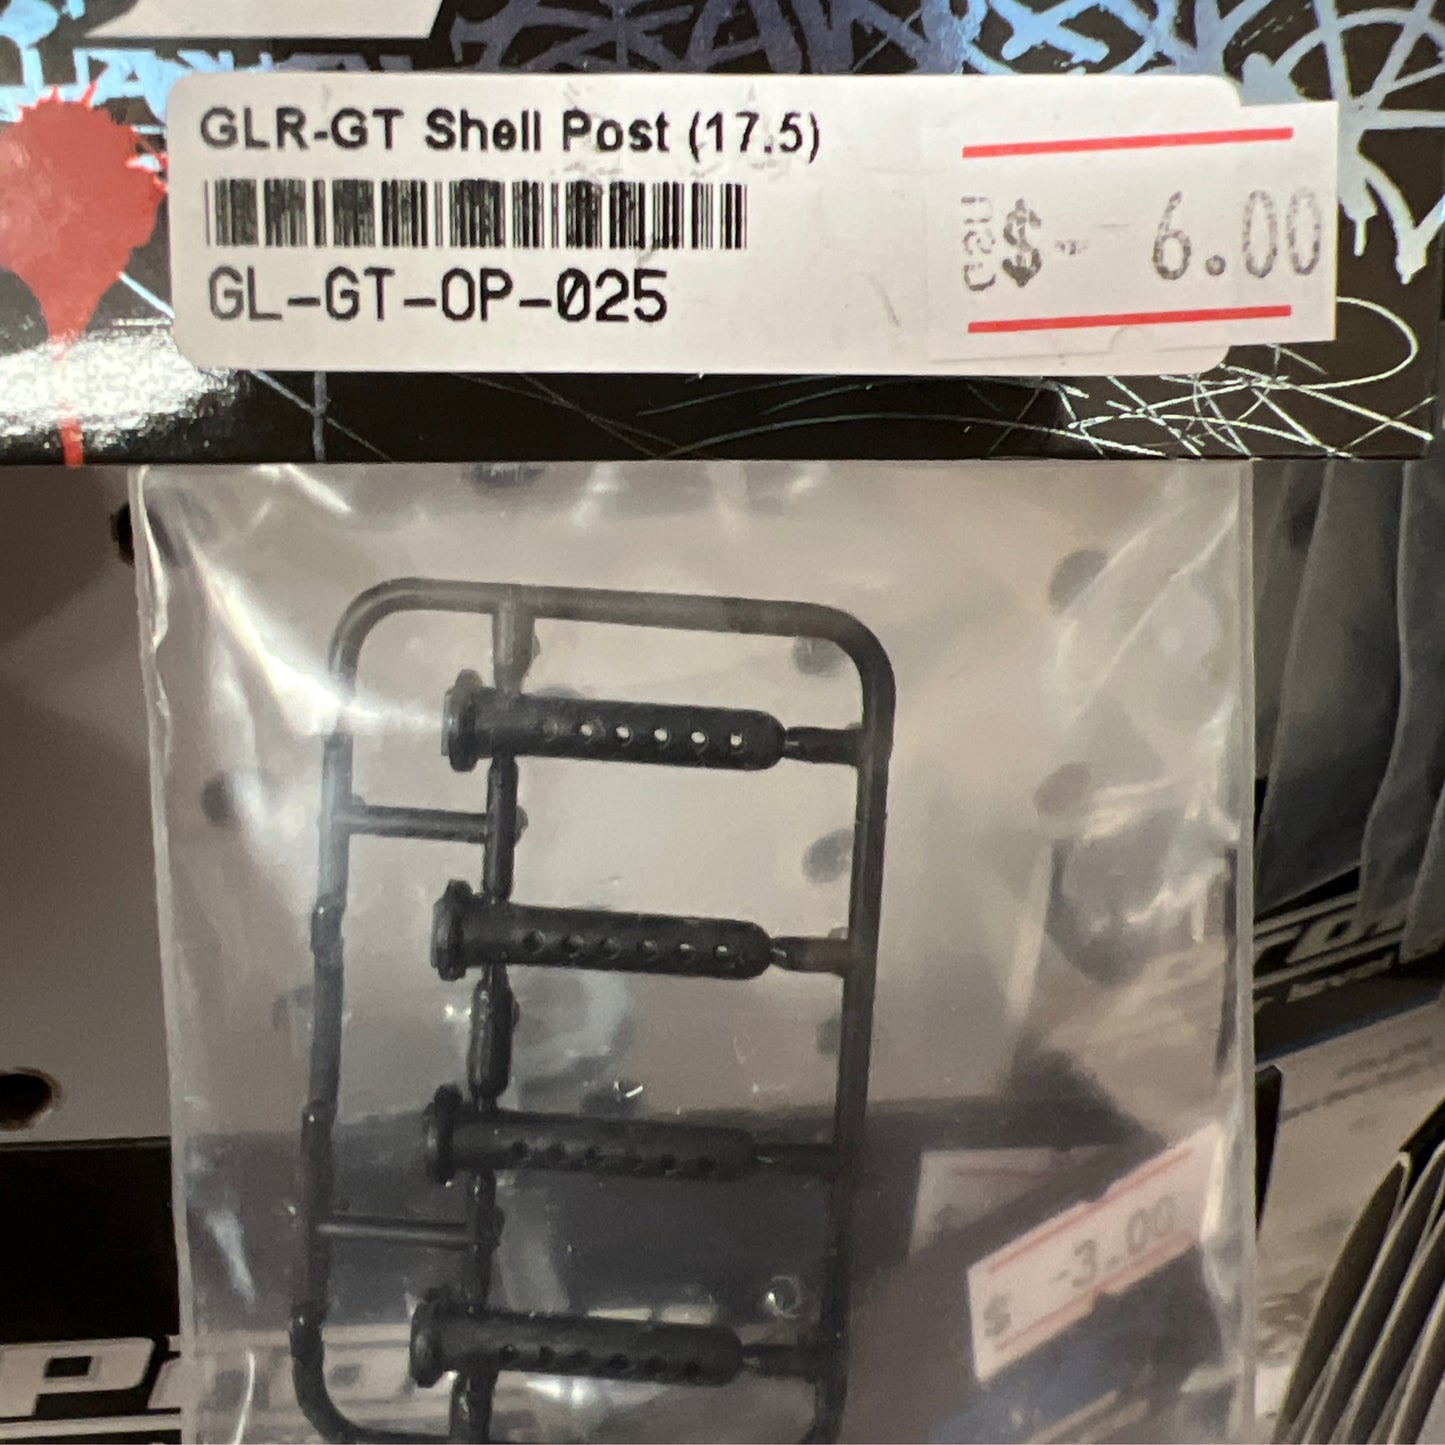 GLR-GT Shell Post (17.5)
GL-GT-OP-025
$ 6.00
$ 3.00